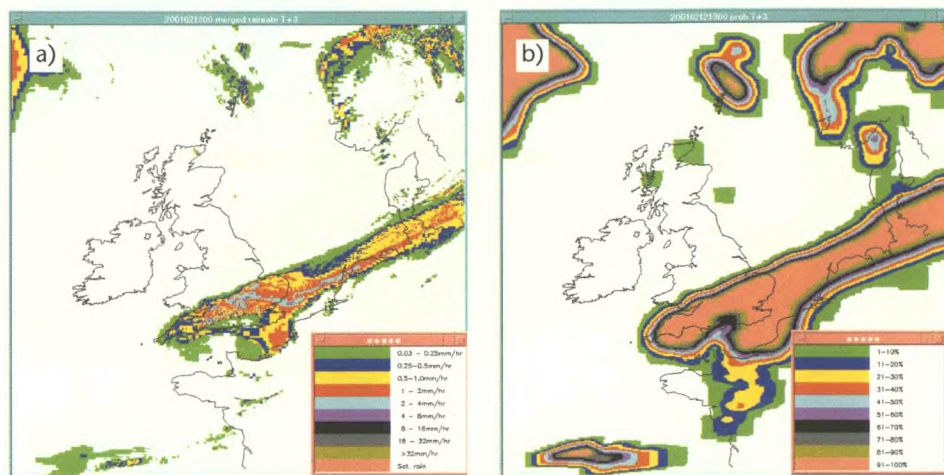 2001021300 merged rainrate T+3
a)
0.03 - 0.25mm/hr
0.25-0.5mm/hr
0.5-1.0mm/hr
1 - 2mm/hr
2 - 4mm/hr
4 - 8mm/hr
8 - 16mm/hr
16 - 32mm/hr
>32mm/hr
Sat. rain
b)
prob T+3
1-10%
11-20%
21-30%
31-40%
41-50%
51-60%
61-70%
71-80%
81-90%
91-100%